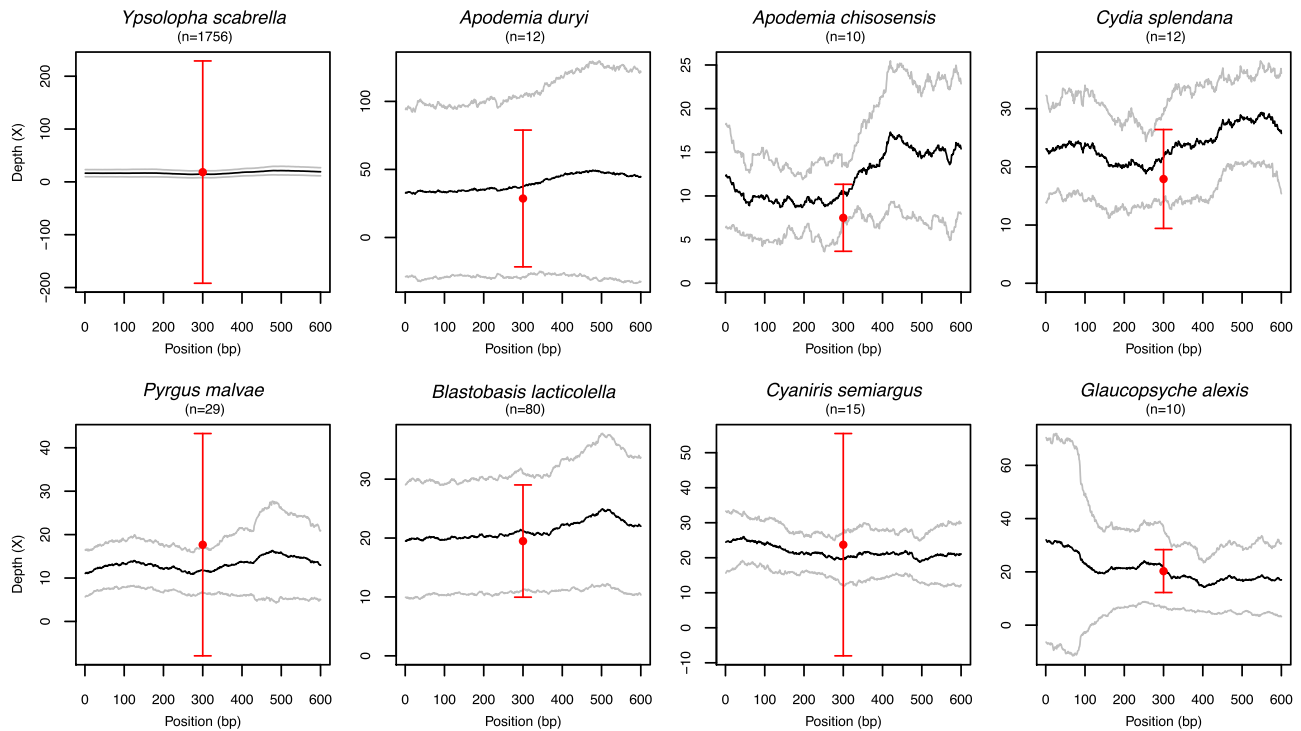 Ypsolopha scabrella
(n=1756)
Depth (X)
200
100
0
−100
−200
0 100 200 300 400 500 600
Position (bp)
Apodemia duryi
(n=12)
100
50
0
0 100 200 300 400 500 600
Position (bp)
Apodemia chisosensis
(n=10)
25
20
15
10
5
0
0 100 200 300 400 500 600
Position (bp)
Cydia splendana
(n=12)
30
20
10
0
0 100 200 300 400 500 600
Position (bp)
Pyrgus malvae
(n=29)
Depth (X)
40
30
20
10
0
0 100 200 300 400 500 600
Position (bp)
Blastobasis lacticolella
(n=80)
30
20
10
0
0 100 200 300 400 500 600
Position (bp)
Cyaniris semiargus
(n=15)
50
40
30
20
10
0
−10
0 100 200 300 400 500 600
Position (bp)
Glaucopsyche alexis
(n=10)
60
40
20
0
0 100 200 300 400 500 600
Position (bp)